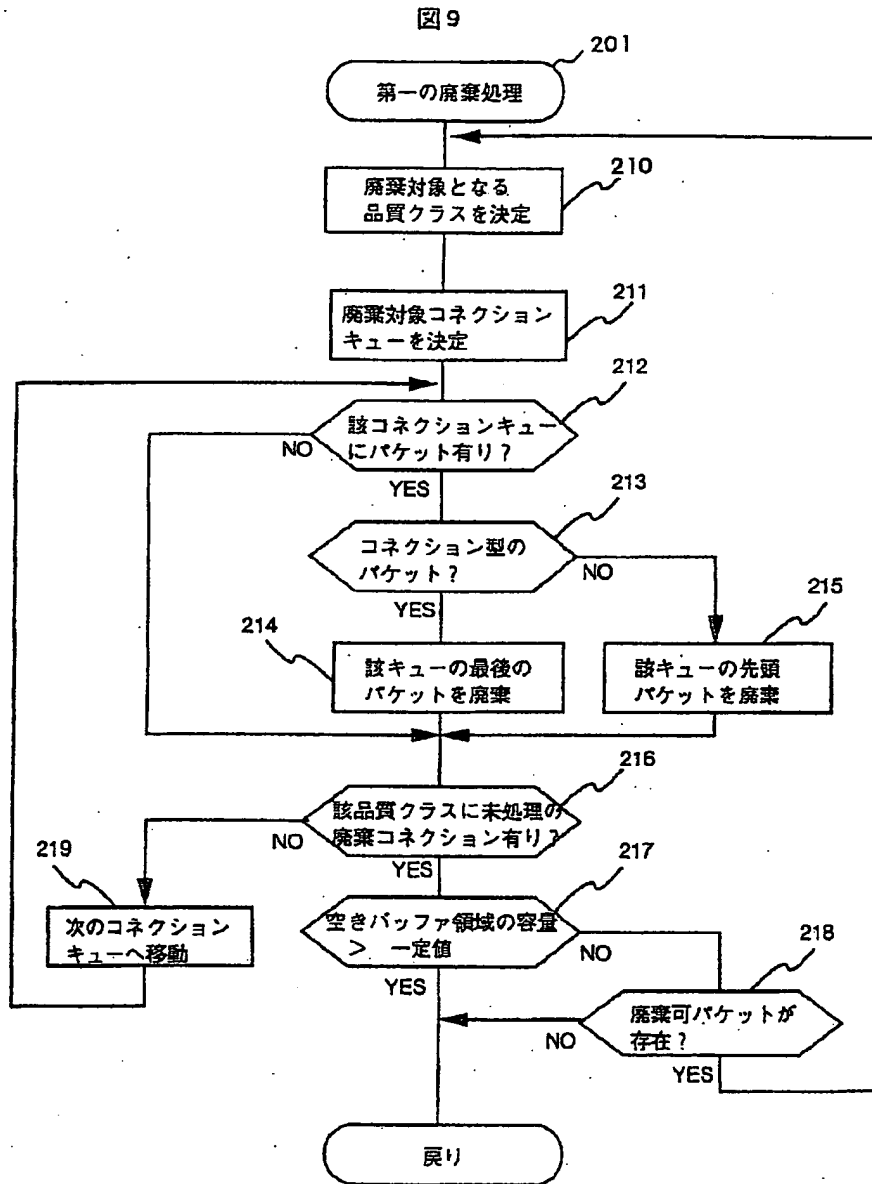 図9
201
第一の廃棄処理
210
廃棄対象となる
品質クラスを決定
211
廃棄対象コネクション
キューを決定
212
該コネクションキュー
にパケット有り？
NO
YES
213
コネクション型の
パケット？
NO
YES
214
該キューの最後の
パケットを廃棄
215
該キューの先頭
パケットを廃棄
216
該品質クラスに未処理の
廃棄コネクション有り？
NO
YES
219
次のコネクション
キューへ移動
217
空きバッファ領域の容量
＞ 一定値
NO
YES
218
廃棄可パケットが
存在？
NO
YES
戻り